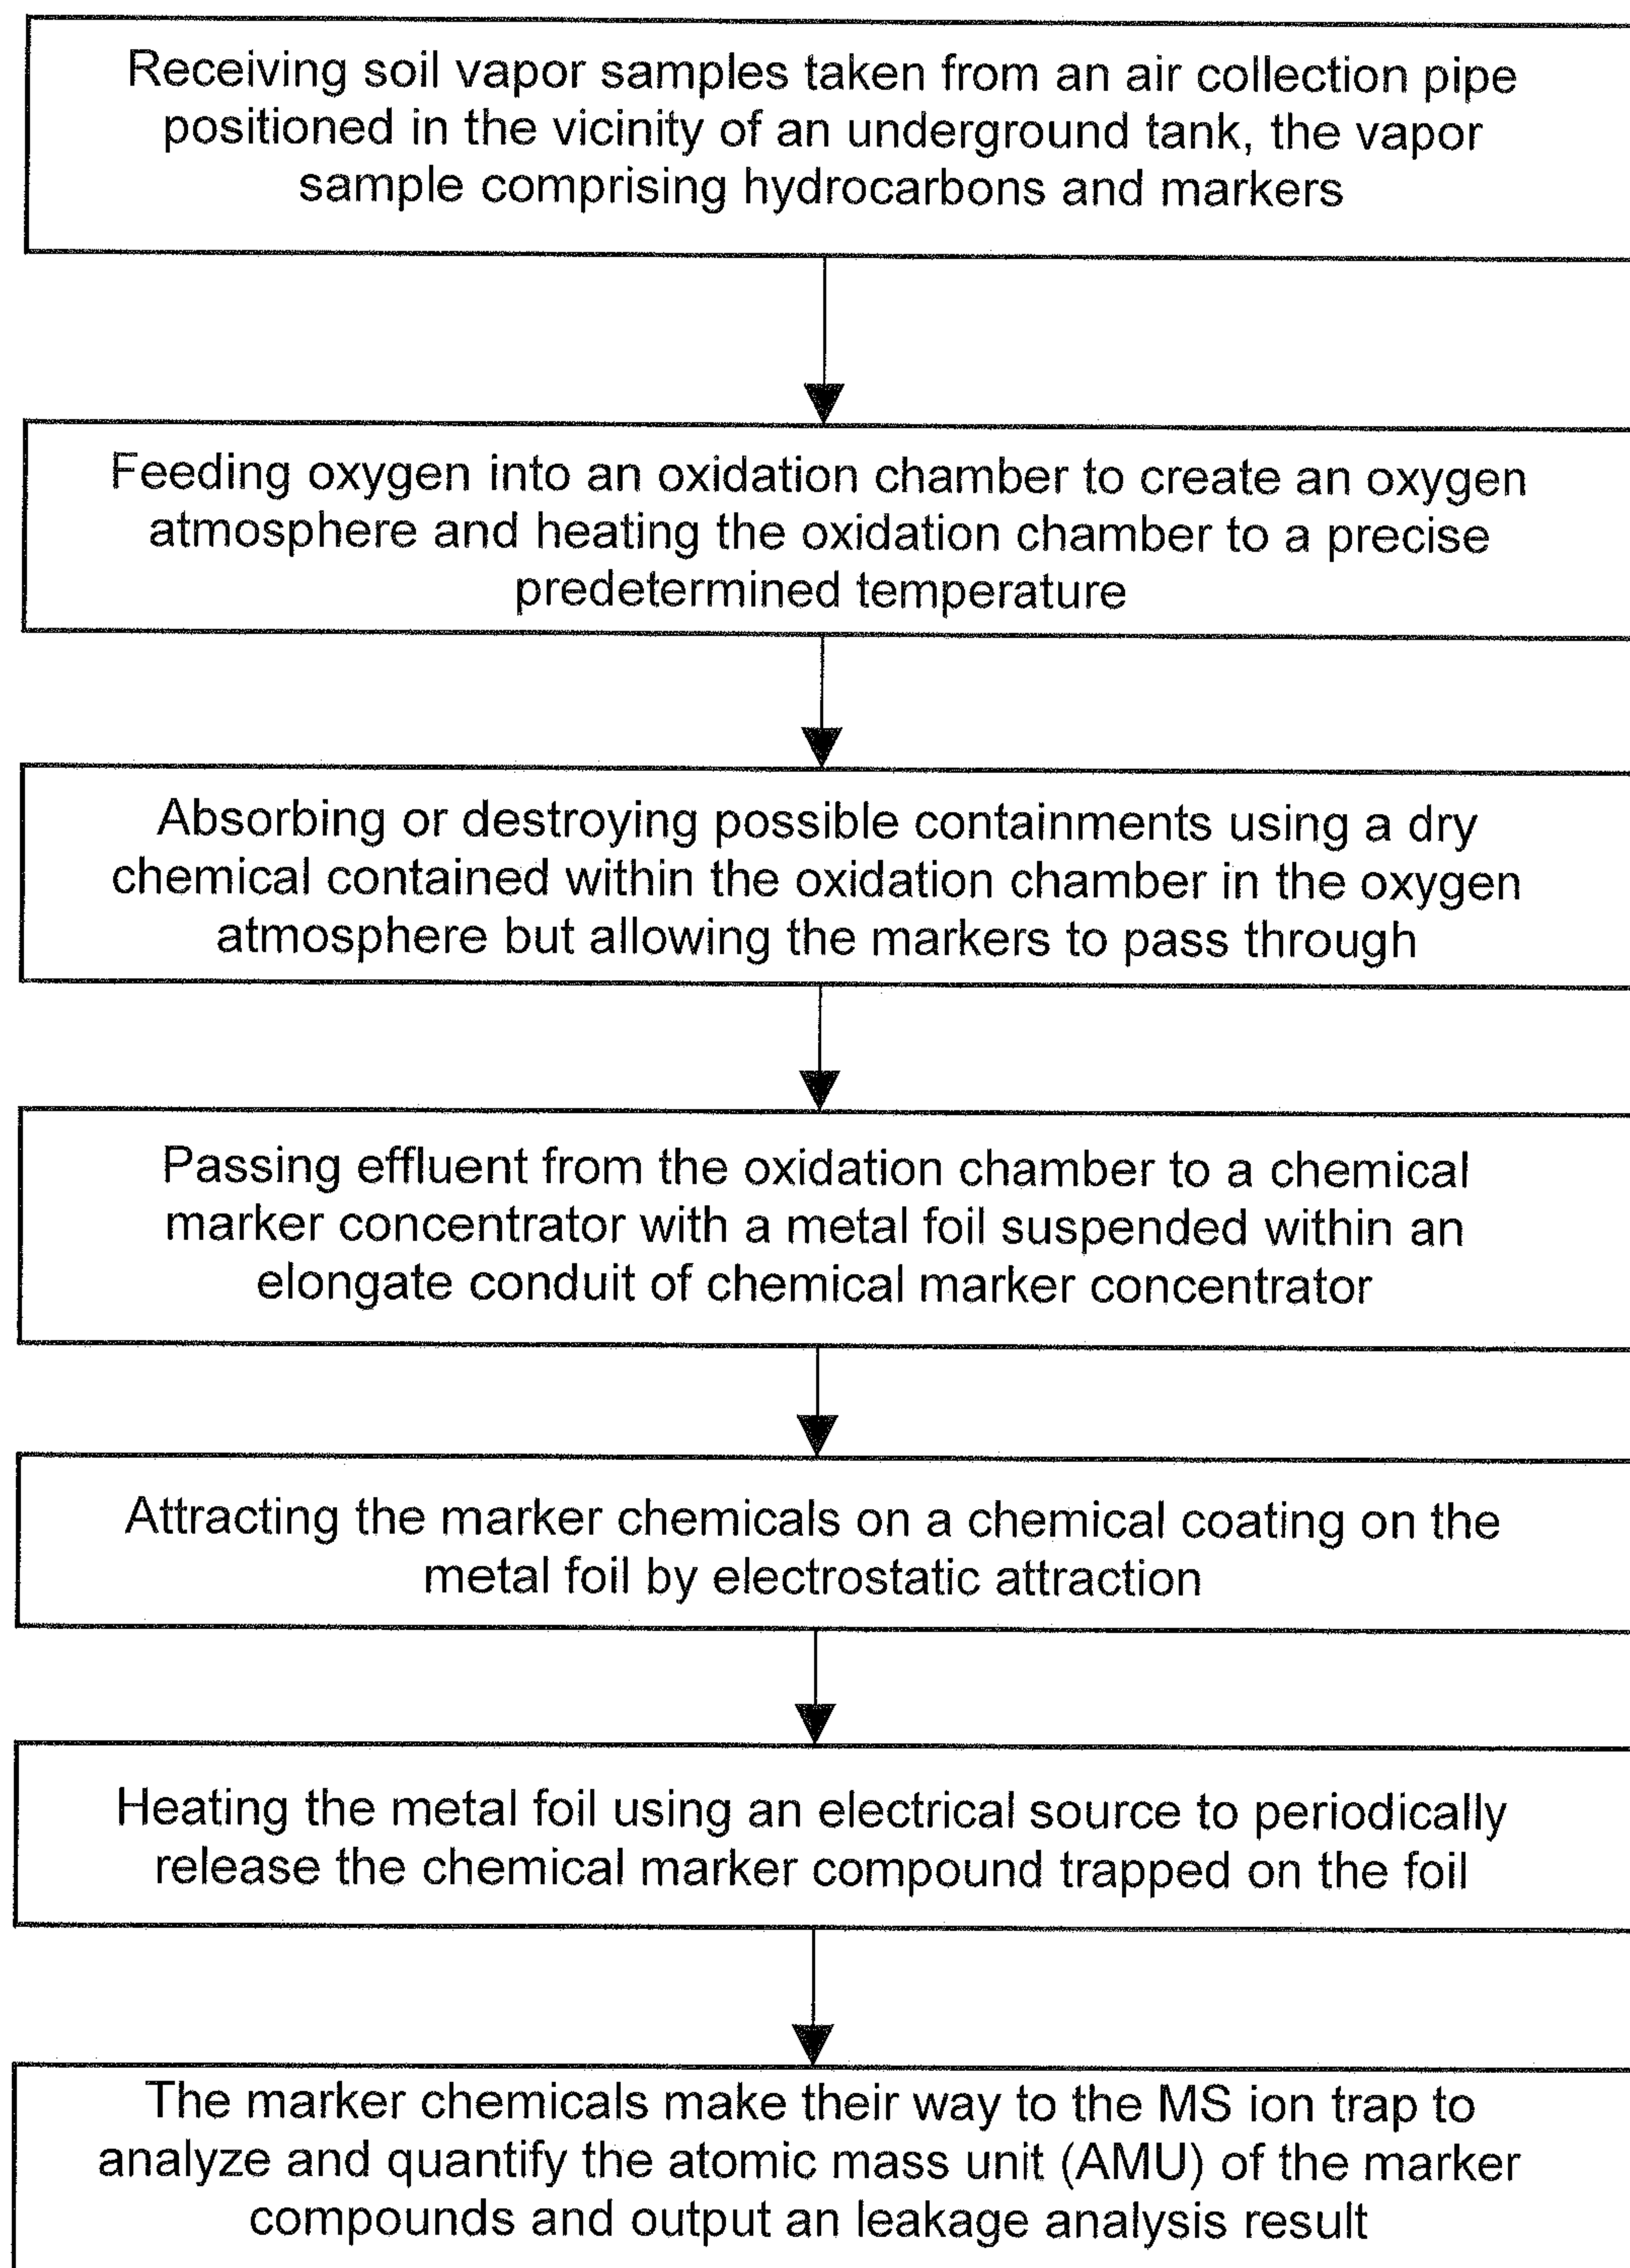 Receiving soil vapor samples taken from an air collection pipe
positioned in the vicinity of an underground tank, the vapor
sample comprising hydrocarbons and markers
Feeding oxygen into an oxidation chamber to create an oxygen
atmosphere and heating the oxidation chamber to a precise
predetermined temperature
Absorbing or destroying possible containments using a dry
chemical contained within the oxidation chamber in the oxygen
atmosphere but allowing the markers to pass through
Passing effluent from the oxidation chamber to a chemical
marker concentrator with a metal foil suspended within an
elongate conduit of chemical marker concentrator
Attracting the marker chemicals on a chemical coating on the
metal foil by electrostatic attraction
Heating the metal foil using an electrical source to periodically
release the chemical marker compound trapped on the foil
The marker chemicals make their way to the MS ion trap to
analyze and quantify the atomic mass unit (AMU) of the marker
compounds and output an leakage analysis result